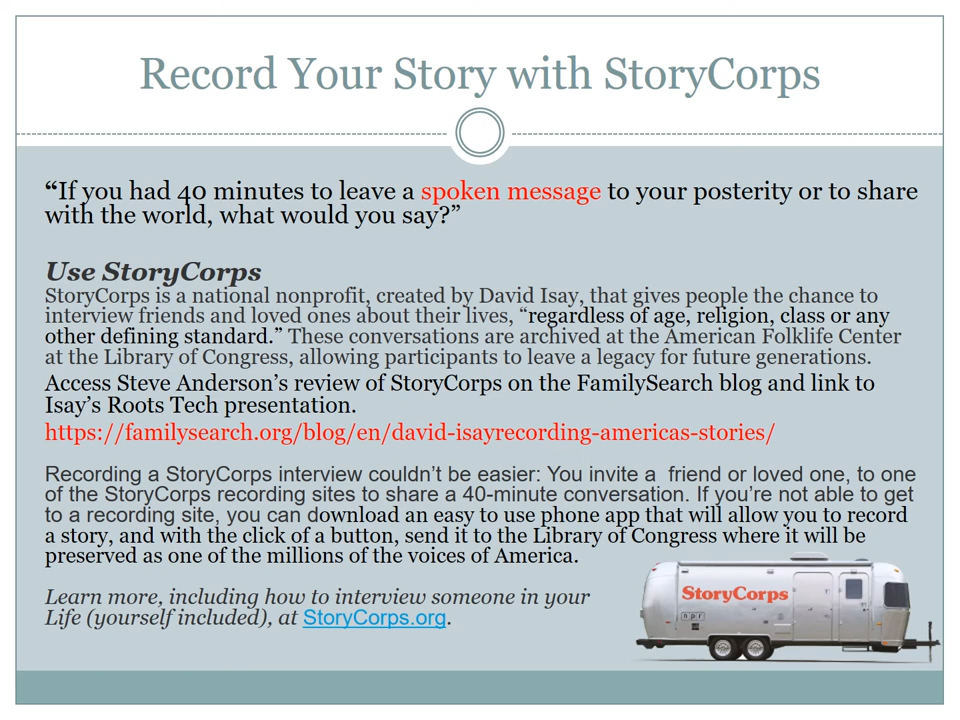 Record Your Story with StoryCorps
“If you had 40 minutes to leave a spoken message to your posterity or to share
with the world, what would you say?”
Use StoryCorps
StoryCorps is a national nonprofit, created by David Isay, that gives people the chance to
interview friends and loved ones about their lives, “regardless of age, religion, class or any
other defining standard.” These conversations are archived at the American Folklife Center
at the Library of Congress, allowing participants to leave a legacy for future generations.
Access Steve Anderson’s review of StoryCorps on the FamilySearch blog and link to
Isay’s Roots Tech presentation.
https://familysearch.org/blog/en/david-isayrecording-americas-stories/
Recording a StoryCorps interview couldn’t be easier: You invite a friend or loved one, to one
of the StoryCorps recording sites to share a 40-minute conversation. If you’re not able to get
to a recording site, you can download an easy to use phone app that will allow you to record
a story, and with the click of a button, send it to the Library of Congress where it will be
preserved as one of the millions of the voices of America.
Learn more, including how to interview someone in your
Life (yourself included), at StoryCorps.org.
StoryCorps
npr